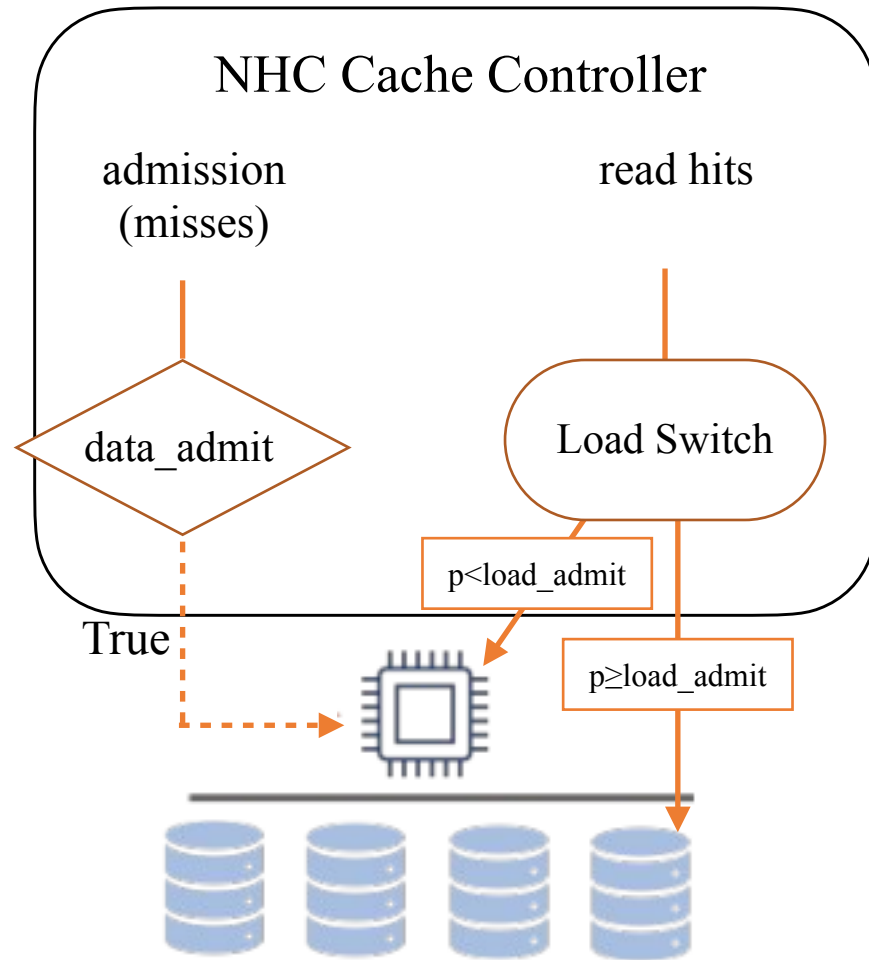 NHC Cache Controller
admission
(misses)
read hits
data_admit
Load Switch
p<load_admit
True
p≥load_admit